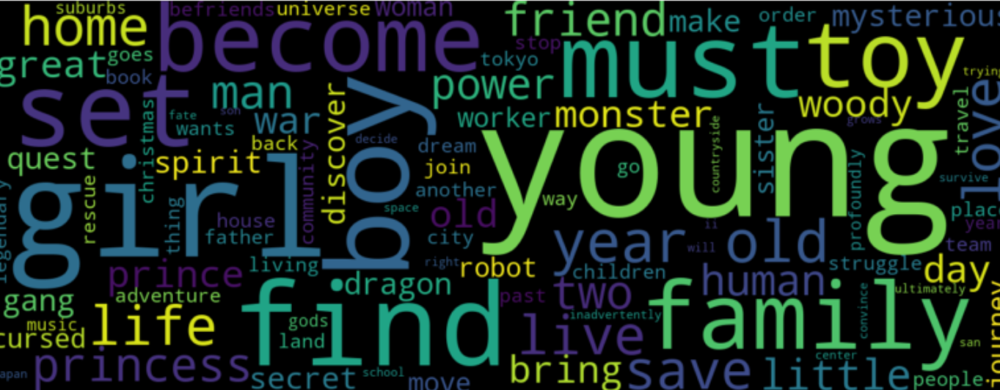 suburbs
befriends
universe
woman
home
become
friend
make
order
mysterious
great
goes
book
stop
tokyo
must
toy
trying
set
man
power
woody
christmas
fate
son
wants
war
discover
boy
worker
monster
grows
travel
love
back
decide
dream
young
countryside
sister
quest
spirit
community
join
go
profoundly
survive
girl
rescue
thing
house
father
another
space
old
way
city
place
year
legendary
ii
will
team
living
right
robot
year old
struggle
day
prince
dragon
children
human
ultimately
gang
adventure
past
two
family
convince
journey
music
life
find
gods
land
inadvertently
live
san
cursed
center
princess
secret
school
move
bring
save
little
people
apan